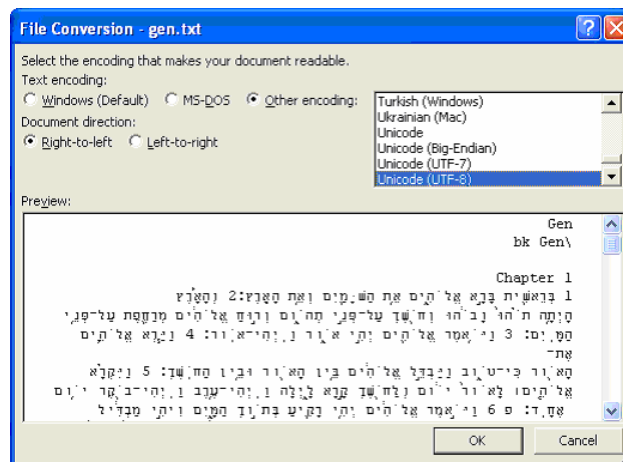 File Conversion - gen.txt
Select the encoding that makes your document readable.
Text encoding:
Windows (Default) MS-DOS Other encoding:
Turkish (Windows)
Ukrainian (Mac)
Unicode
Unicode (Big-Endian)
Unicode (UTF-7)
Unicode (UTF-8)
Document direction:
Right-to-left Left-to-right
Preview:
Gen
bk Gen\
Chapter 1
1 בְּרֵאשִׁית בָּרָא אֱלֹהִים אֵת הַשָּׁמַיִם וְאֵת הָאָרֶץ: 2 וְהָאָרֶץ
הָיְתָה תֹהוּ וָבֹהוּ וְחֹשֶׁךְ עַל-פְּנֵי תְהוֹם וְרוּחַ אֱלֹהִים מְרַחֶפֶת עַל-פְּנֵי
הַמָּיִם: 3 וַיֹּאמֶר אֱלֹהִים יְהִי אוֹר וַיְהִי-אוֹר: 4 וַיַּרְא אֱלֹהִים
אֶת-
הָאוֹר כִּי-טוֹב וַיַּבְדֵּל אֱלֹהִים בֵּין הָאוֹר וּבֵין הַחֹשֶׁךְ: 5 וַיִּקְרָא
אֱלֹהִים׀ לָאוֹר יוֹם וְלַחֹשֶׁךְ קָרָא לָיְלָה וַיְהִי-עֶרֶב וַיְהִי-בֹקֶר יוֹם
אֶחָד: פ 6 וַיֹּאמֶר אֱלֹהִים יְהִי רָקִיעַ בְּתוֹךְ הַמָּיִם וִיהִי מַבְדִּיל
OK Cancel